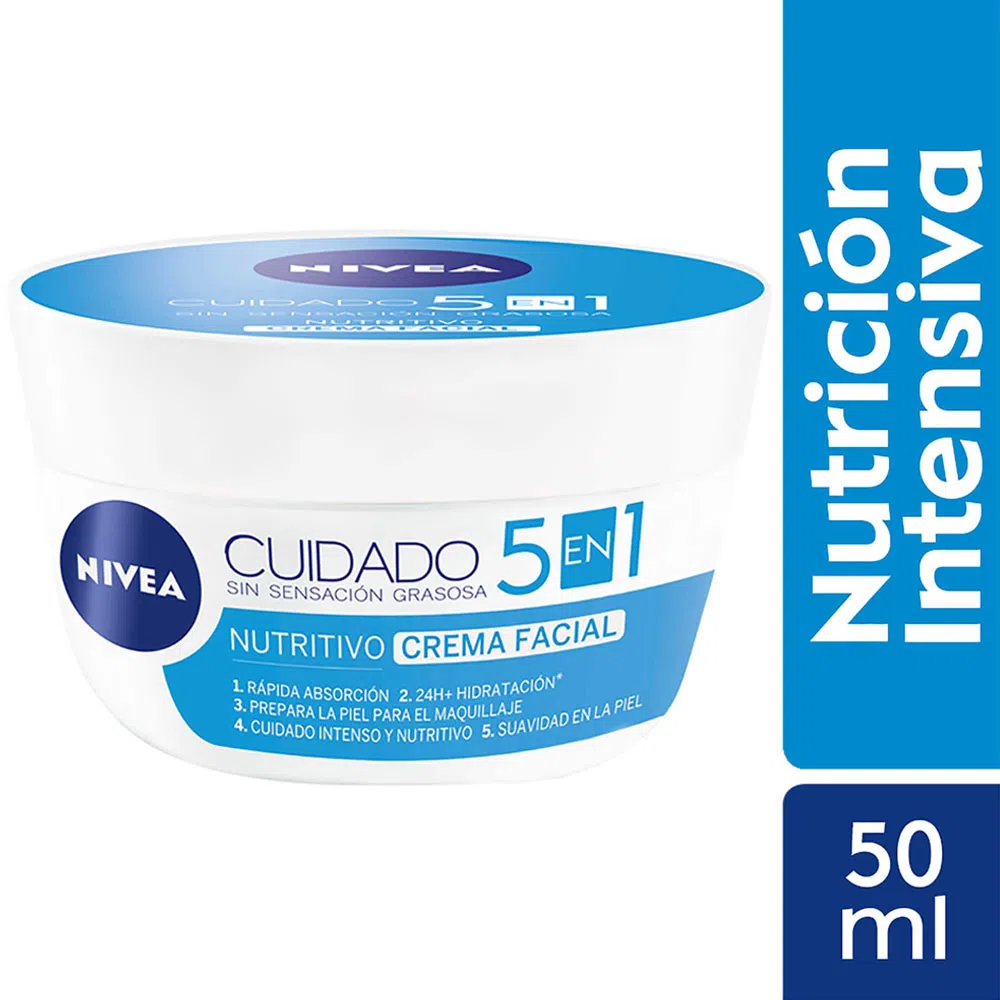 NIVEA
CUIDADO 5 EN 1
SIN SENSACIÓN GRASOSA
NUTRITIVO
CREMA FACIAL
NIVEA
CUIDADO 5 EN 1
SIN SENSACIÓN GRASOSA
NUTRITIVO CREMA FACIAL
1. RÁPIDA ABSORCIÓN 2. 24H+ HIDRATACIÓN*
3. PREPARA LA PIEL PARA EL MAQUILLAJE
4. CUIDADO INTENSO Y NUTRITIVO 5. SUAVIDAD EN LA PIEL
Nutrición
Intensiva
50
ml